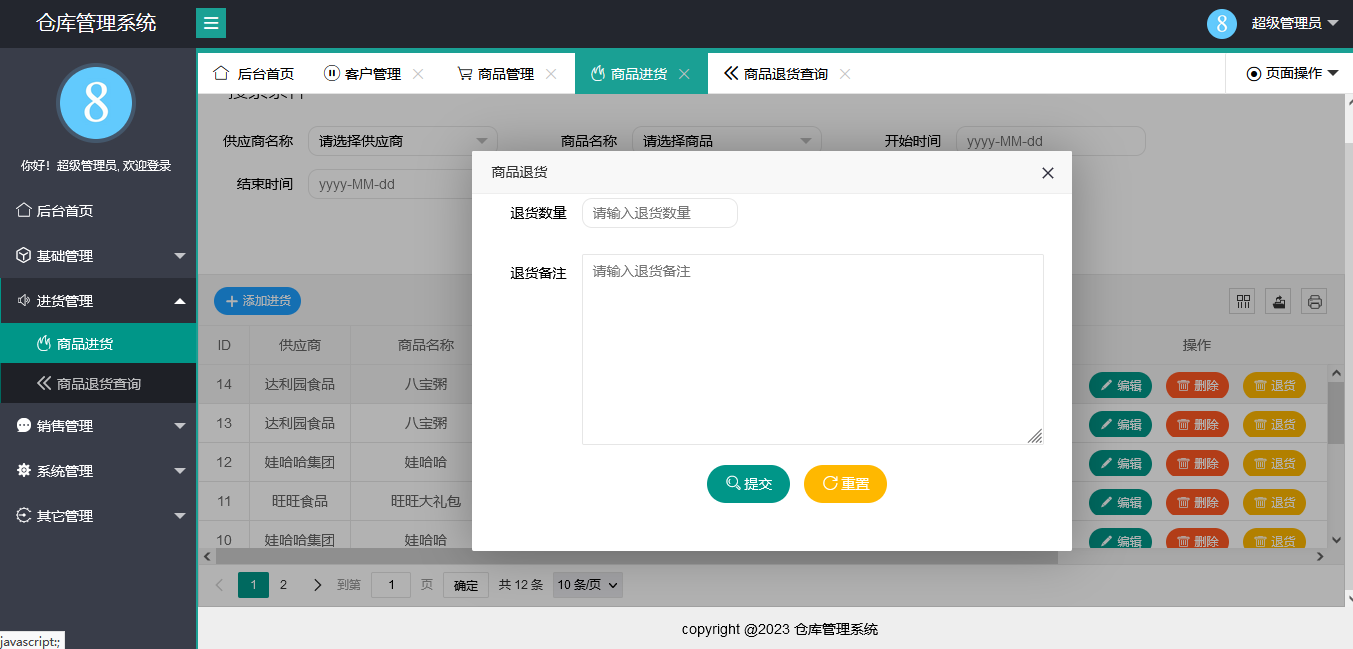 仓库管理系统
8
超级管理员
8
你好！超级管理员, 欢迎登录
后台首页
基础管理
进货管理
商品进货
商品退货查询
销售管理
系统管理
其它管理
javascript:;
后台首页
客户管理
商品管理
商品进货
商品退货查询
页面操作
搜索条件
供应商名称 请选择供应商 商品名称 请选择商品 开始时间 yyyy-MM-dd
结束时间 yyyy-MM-dd
添加进货
ID 供应商 商品名称 操作
14 达利园食品 八宝粥 编辑 删除 退货
13 达利园食品 八宝粥 编辑 删除 退货
12 娃哈哈集团 娃哈哈 编辑 删除 退货
11 旺旺食品 旺旺大礼包 编辑 删除 退货
10 娃哈哈集团 娃哈哈 编辑 删除 退货
1 2 到第 1 页 确定 共 12 条 10 条/页
商品退货
退货数量 请输入退货数量
退货备注 请输入退货备注
提交 重置
copyright @2023 仓库管理系统